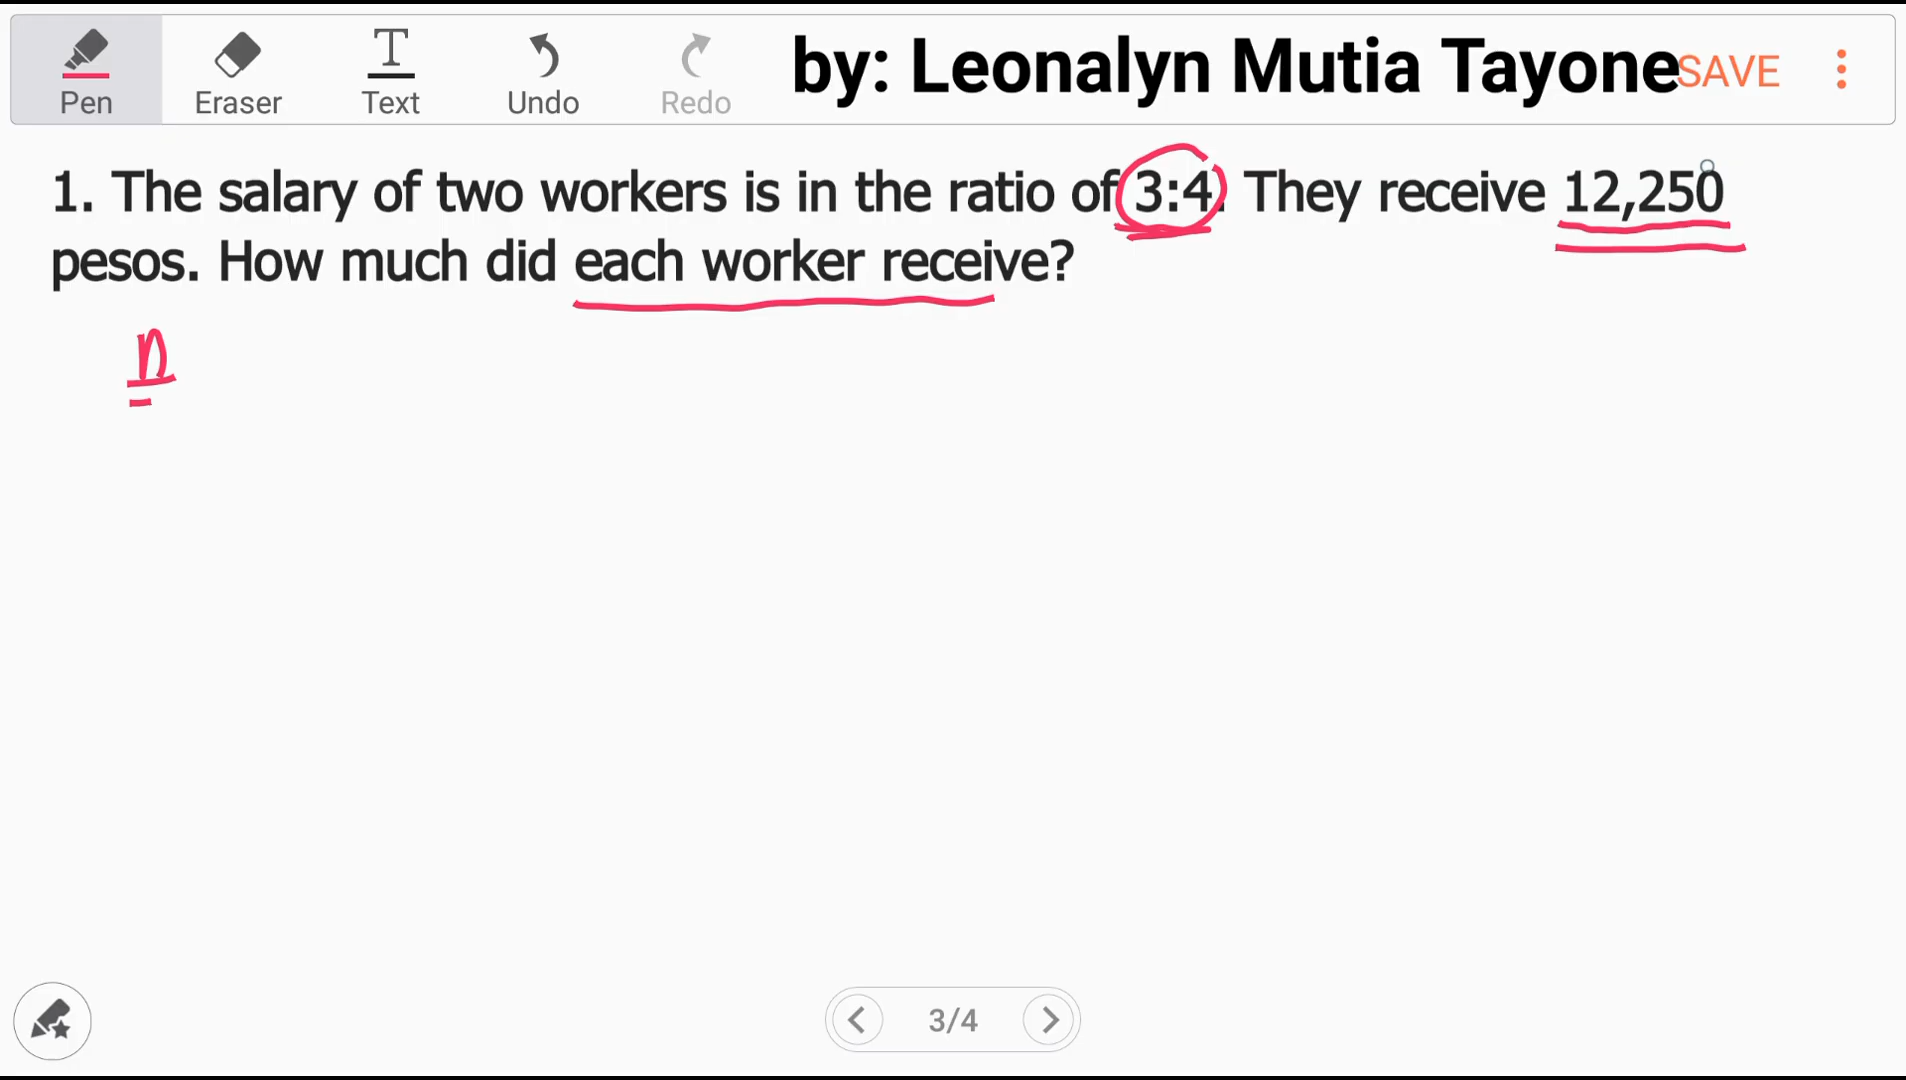 Pen Eraser Text Undo Redo by: Leonalyn Mutia Tayone SAVE
1. The salary of two workers is in the ratio of 3:4. They receive 12,250
pesos. How much did each worker receive?
n
3/4